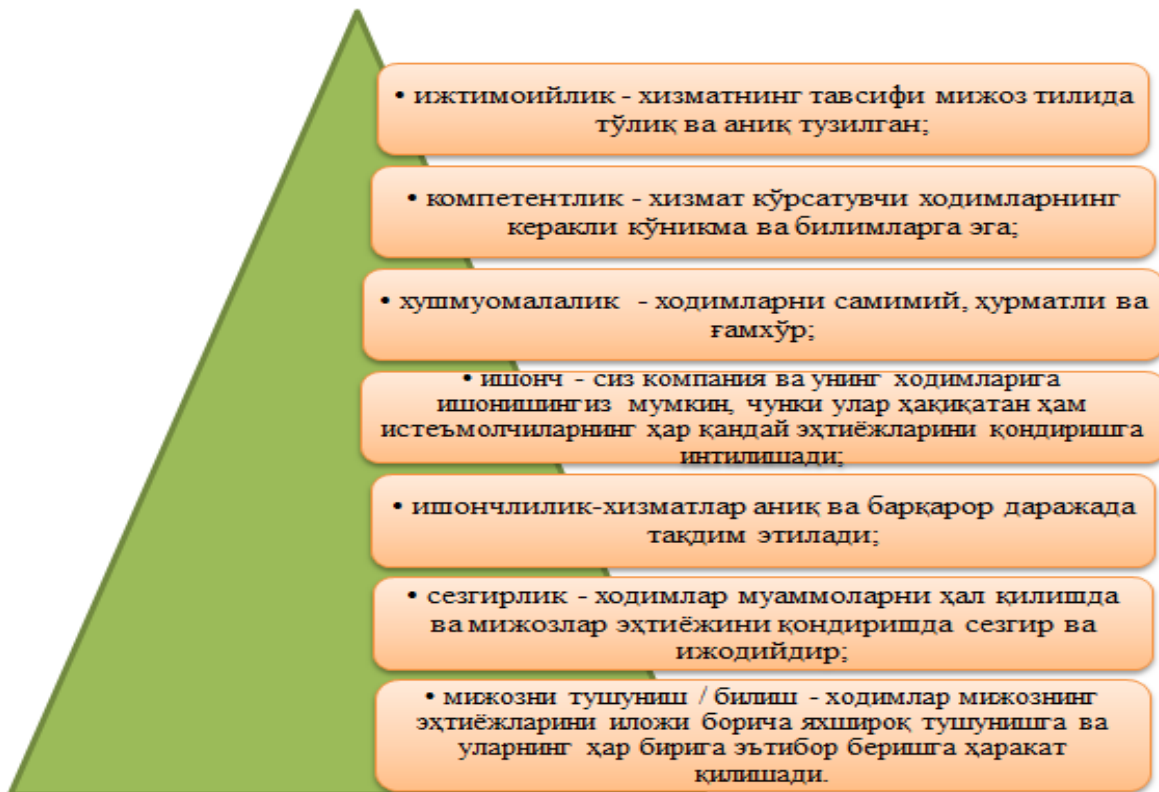 • ижтимоийлик - хизматнинг тавсифи мижоз тилида
тўлиқ ва аниқ тузилган;
• компетентлик - хизмат кўрсатувчи ходимларнинг
керакли кўникма ва билимларга эга;
• хушмуомалалик - ходимларни самимий, ҳурматли ва
ғамхўр;
• ишонч - сиз компания ва унинг ходимларига
ишонишингиз мумкин, чунки улар ҳақиқатан ҳам
истеъмолчиларнинг ҳар қандай эҳтиёжларини қондиришга
интилишади;
• ишончлилик-хизматлар аниқ ва барқарор даражада
тақдим этилади;
• сезгирлик - ходимлар муаммоларни ҳал қилишда
ва мижозлар эҳтиёжини қондиришда сезгир ва
ижодийдир;
• мижозни тушуниш / билиш - ходимлар мижознинг
эҳтиёжларини иложи борича яхшироқ тушунишга ва
уларнинг ҳар бирига эътибор беришга ҳаракат
қилишади.